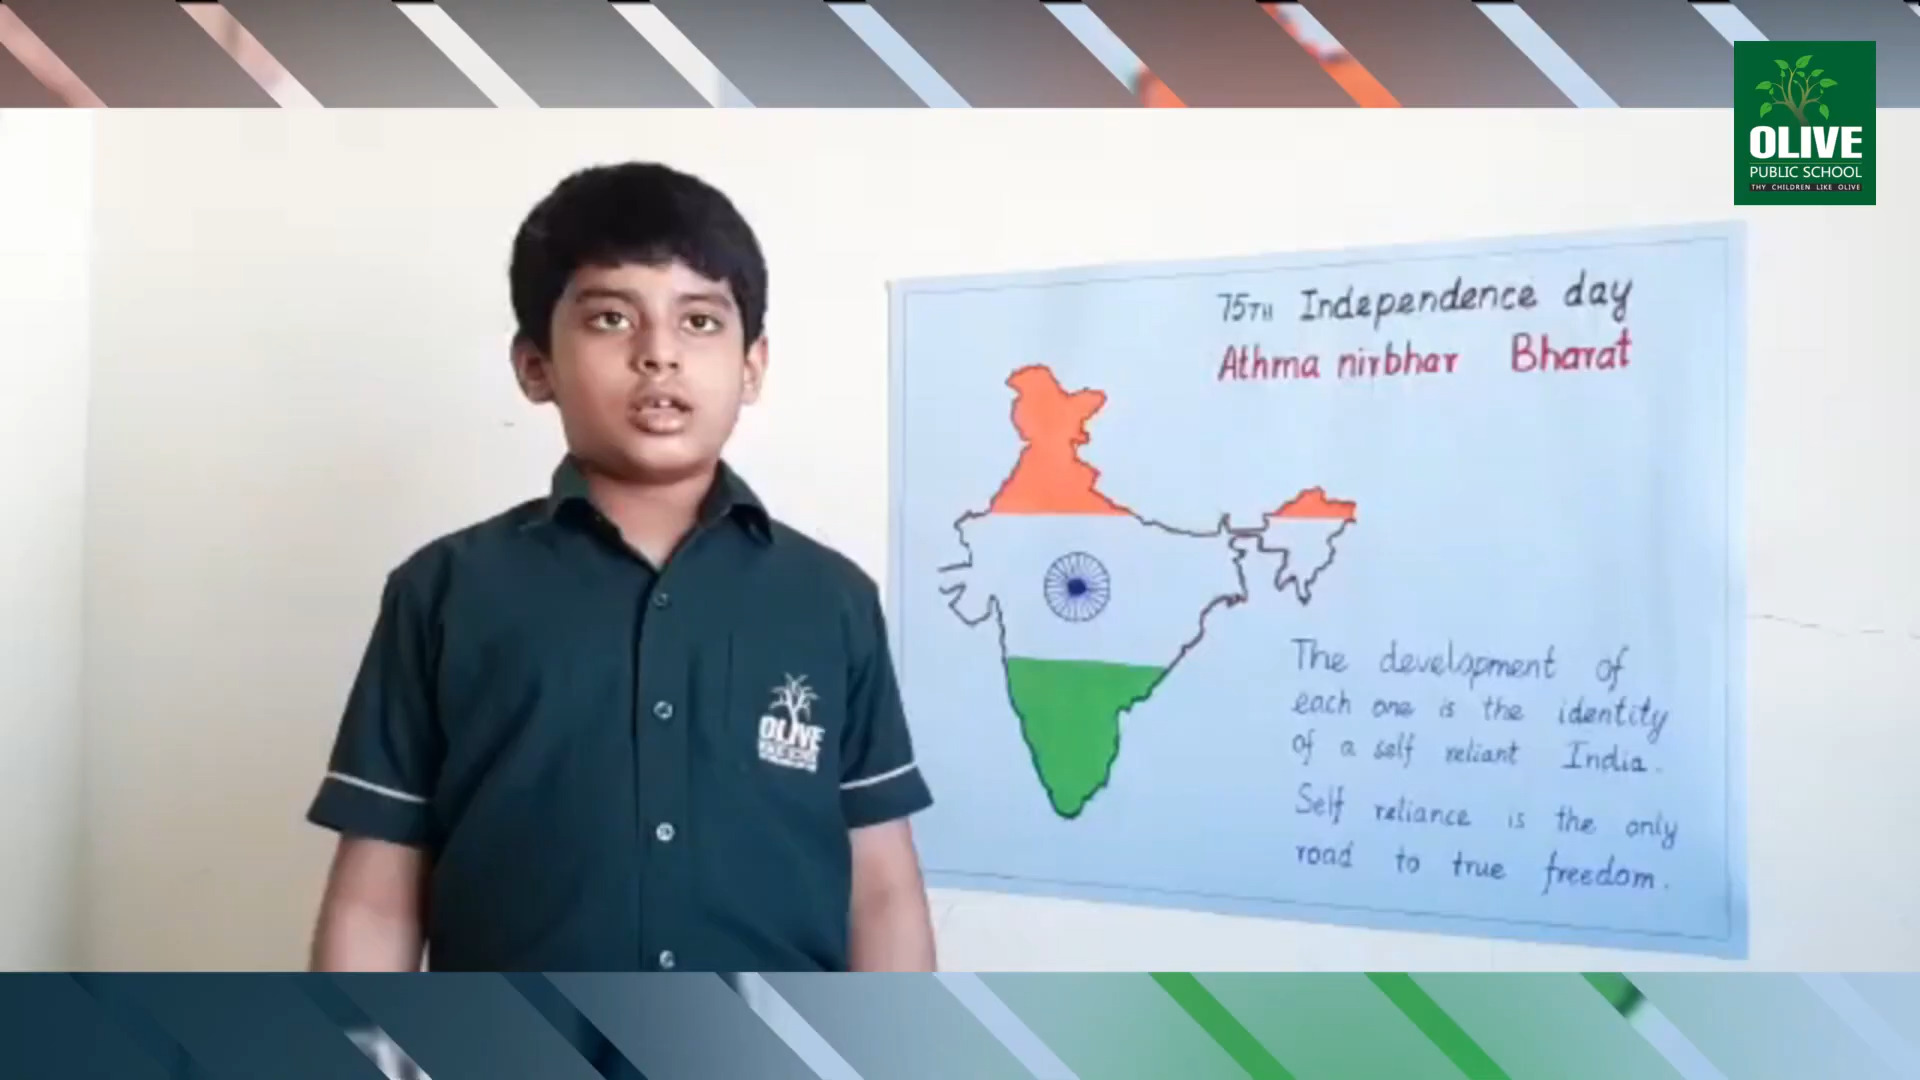 OLIVE
PUBLIC SCHOOL
THY CHILDREN LIKE OLIVE
75TH Independence day
Athma nirbhar Bharat
The development of
each one is the identity
of a self reliant India.
Self reliance is the only
road to true freedom.
OLIVE